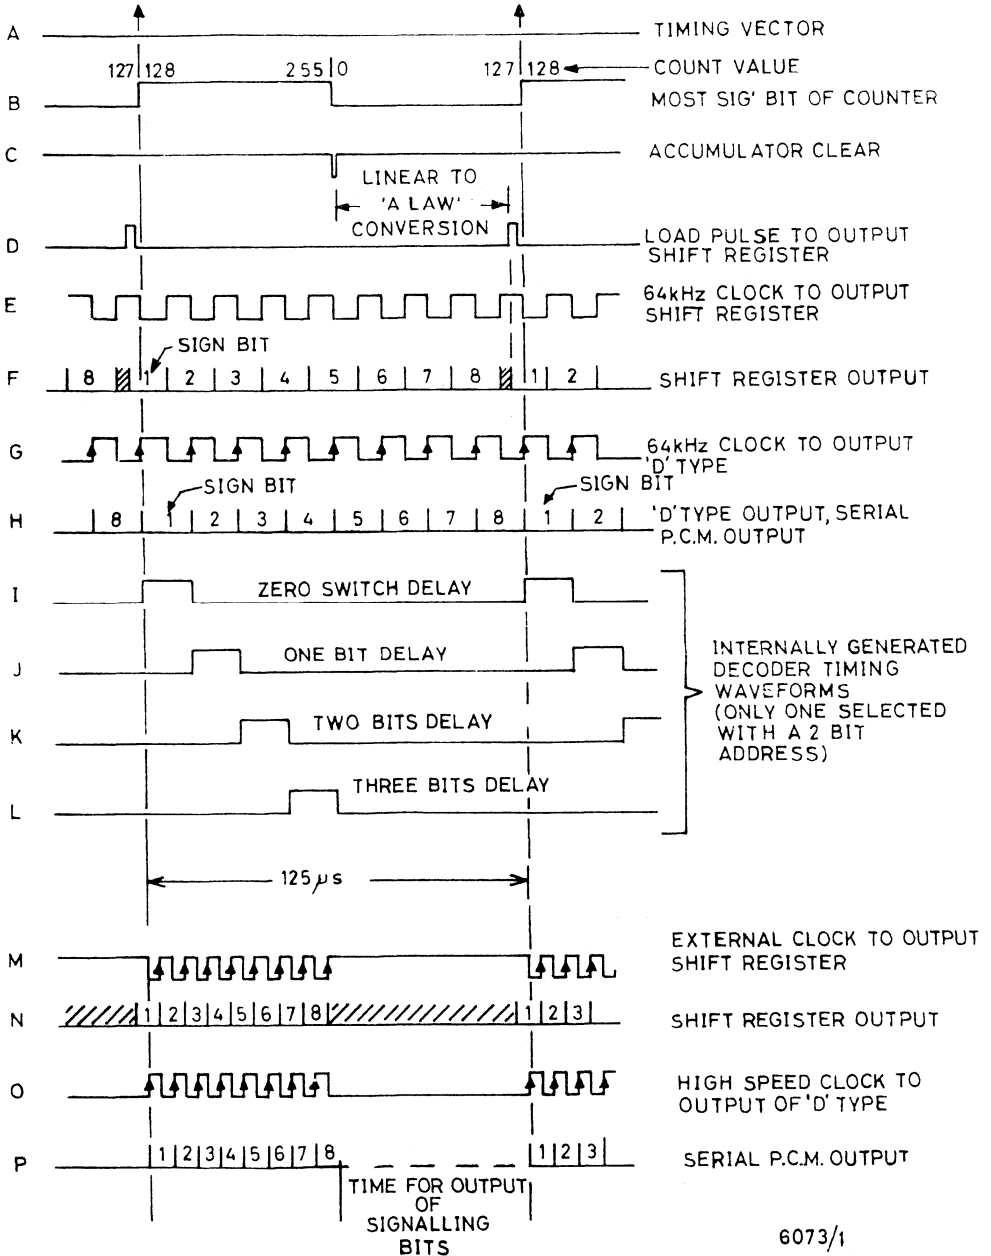 A TIMING VECTOR
127 128 255 0 127 128 COUNT VALUE
B MOST SIG' BIT OF COUNTER
C ACCUMULATOR CLEAR
LINEAR TO
'A LAW'
CONVERSION
D LOAD PULSE TO OUTPUT
SHIFT REGISTER
E 64kHz CLOCK TO OUTPUT
SHIFT REGISTER
SIGN BIT
F 8 1 2 3 4 5 6 7 8 1 2 SHIFT REGISTER OUTPUT
G 64kHz CLOCK TO OUTPUT
'D' TYPE
SIGN BIT SIGN BIT
H 8 1 2 3 4 5 6 7 8 1 2 'D' TYPE OUTPUT, SERIAL
P.C.M. OUTPUT
I ZERO SWITCH DELAY
J ONE BIT DELAY
K TWO BITS DELAY
L THREE BITS DELAY
INTERNALLY GENERATED
DECODER TIMING
WAVEFORMS
(ONLY ONE SELECTED
WITH A 2 BIT
ADDRESS)
125 μs
M EXTERNAL CLOCK TO OUTPUT
SHIFT REGISTER
N 1 2 3 4 5 6 7 8 1 2 3 SHIFT REGISTER OUTPUT
O HIGH SPEED CLOCK TO
OUTPUT OF 'D' TYPE
P 1 2 3 4 5 6 7 8 1 2 3 SERIAL P.C.M. OUTPUT
TIME FOR OUTPUT
OF
SIGNALLING
BITS
6073/1